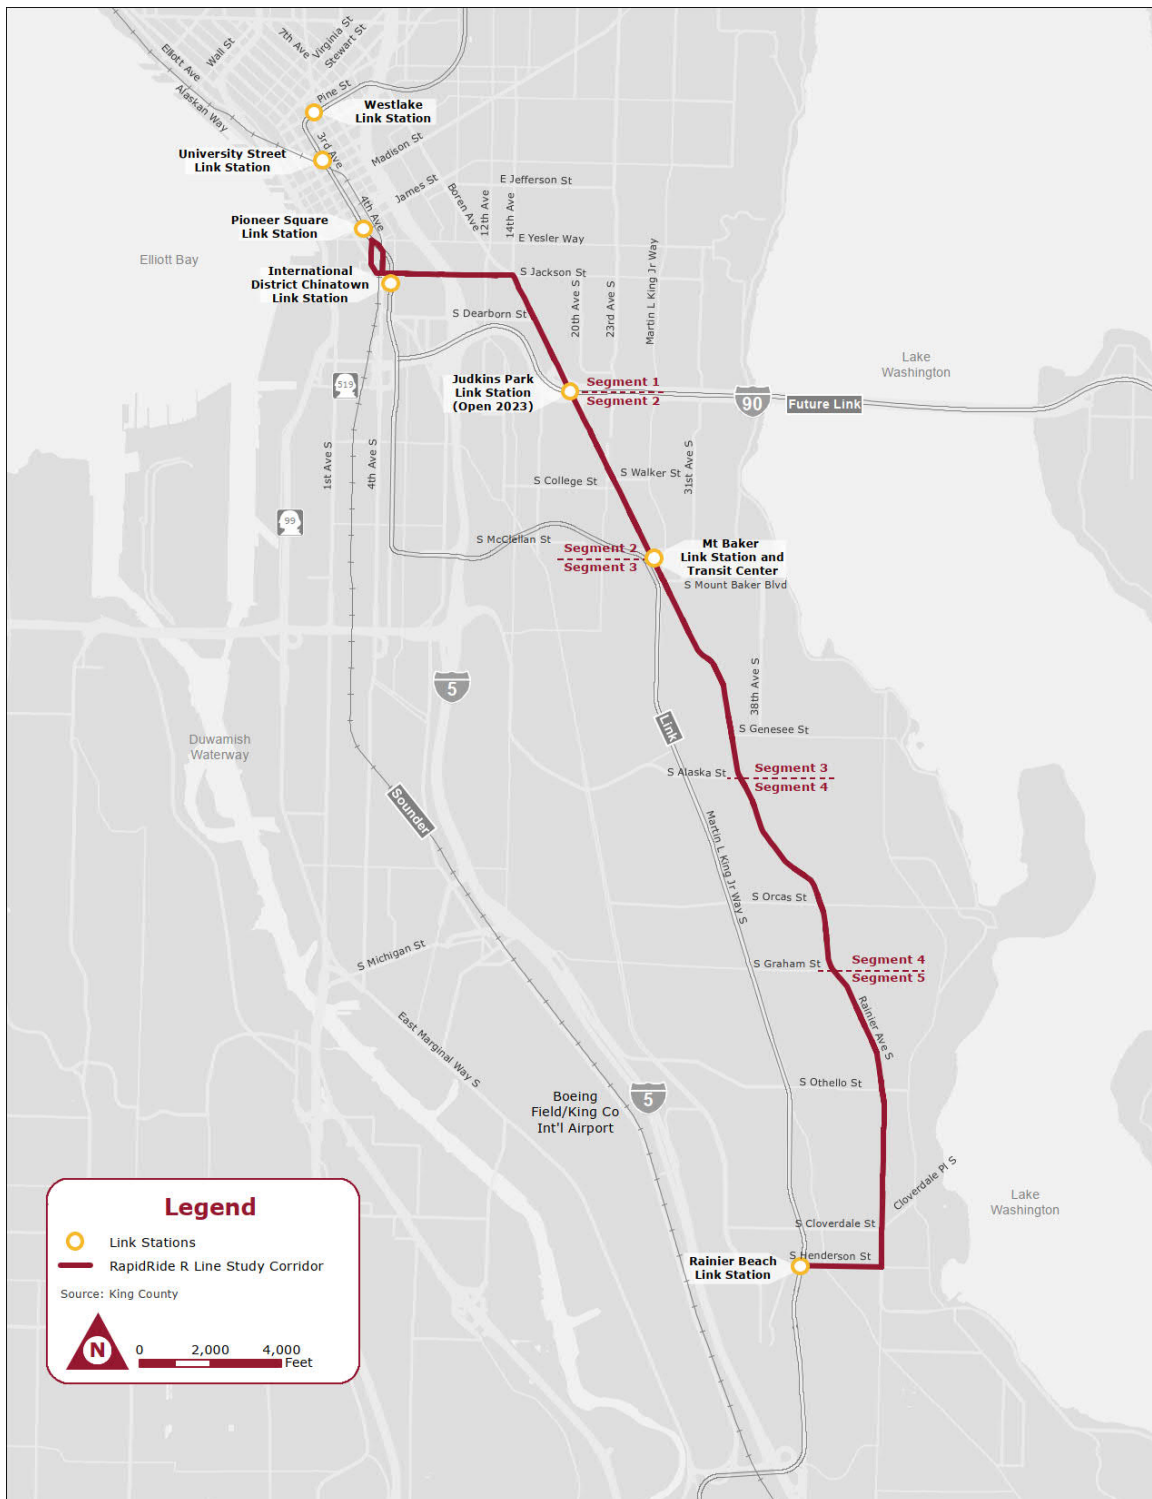 Elliott Ave
Wall St
7th Ave
Virginia St
Stewart St
Alaskan Way
Pine St
Westlake
Link Station
3rd Ave
Madison St
University Street
Link Station
James St
E Jefferson St
Boren Ave
12th Ave
14th Ave
4th Ave
Pioneer Square
Link Station
E Yesler Way
Martin L King Jr Way
Elliott Bay
International
District Chinatown
Link Station
S Jackson St
20th Ave S
23rd Ave S
S Dearborn St
Lake
Washington
519
Judkins Park
Link Station
(Open 2023)
Segment 1
Segment 2
90
Future Link
1st Ave S
4th Ave S
31st Ave S
S Walker St
S College St
99
S McClellan St
Segment 2
Segment 3
Mt Baker
Link Station and
Transit Center
S Mount Baker Blvd
5
38th Ave S
Link
S Genesee St
Duwamish
Waterway
S Alaska St
Segment 3
Segment 4
Sounder
Martin L King Jr Way S
S Orcas St
S Michigan St
S Graham St
Segment 4
Segment 5
Rainier Ave S
East Marginal Way S
S Othello St
Boeing
Field/King Co
Int'l Airport
5
Cloverdale Pl S
Lake
Washington
S Cloverdale St
S Henderson St
Rainier Beach
Link Station
Legend
Link Stations
RapidRide R Line Study Corridor
Source: King County
N
0 2,000 4,000
Feet